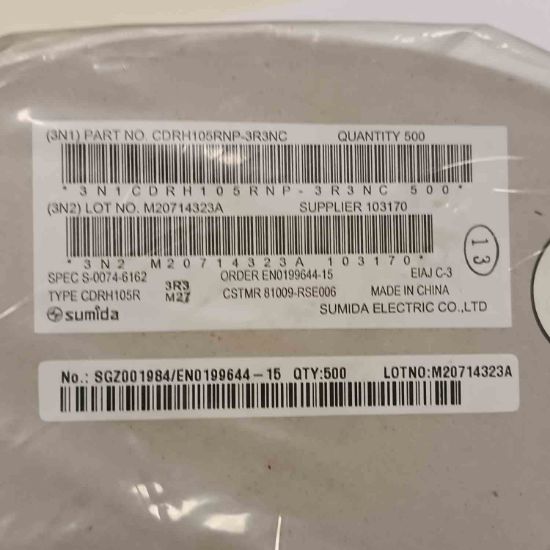 (3N1) PART NO. CDRH105RNP-3R3NC QUANTITY 500
*3N1CDRH105RNP-3R3NC 500*
(3N2) LOT NO. M20714323A SUPPLIER 103170
*3N2 M20714323A 103170*
13
SPEC S-0074-6162 ORDER EN0199644-15 EIAJ C-3
TYPE CDRH105R 3R3 M27 CSTMR 81009-RSE006 MADE IN CHINA
sumida SUMIDA ELECTRIC CO.,LTD
No.: SGZ001984/EN0199644-15 QTY:500 LOTNO:M20714323A